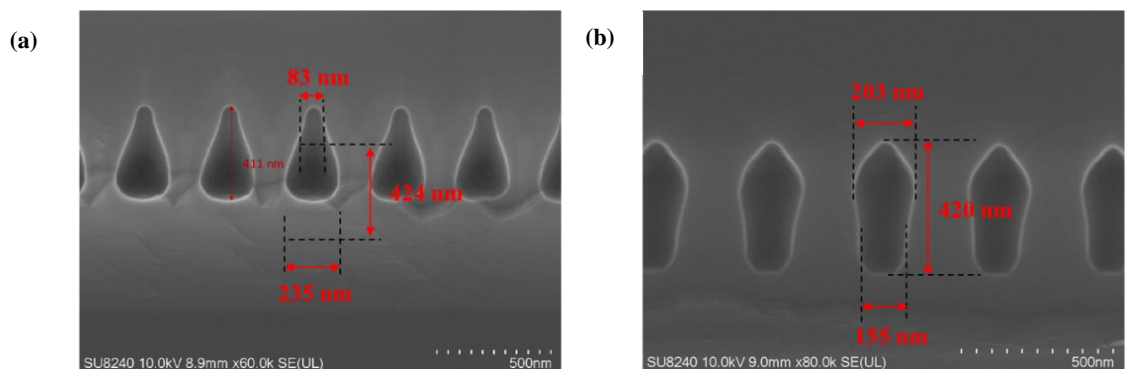 (a)
83 nm
411 nm
424 nm
235 nm
SU8240 10.0kV 8.9mm x60.0k SE(UL)
500nm
(b)
203 nm
420 nm
155 nm
SU8240 10.0kV 9.0mm x80.0k SE(UL)
500nm